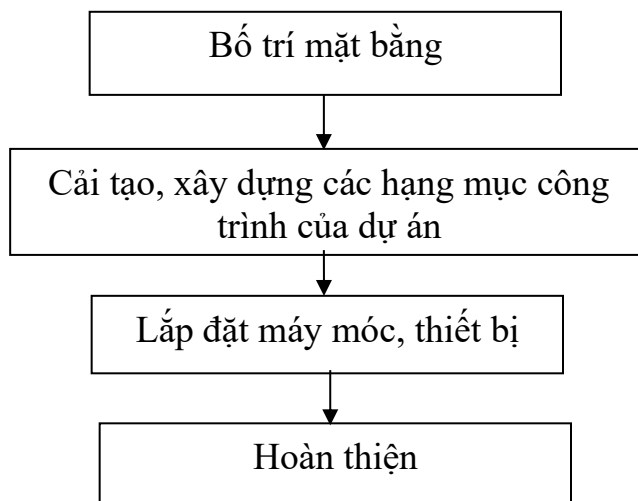 Bố trí mặt bằng
Cải tạo, xây dựng các hạng mục công
trình của dự án
Lắp đặt máy móc, thiết bị
Hoàn thiện